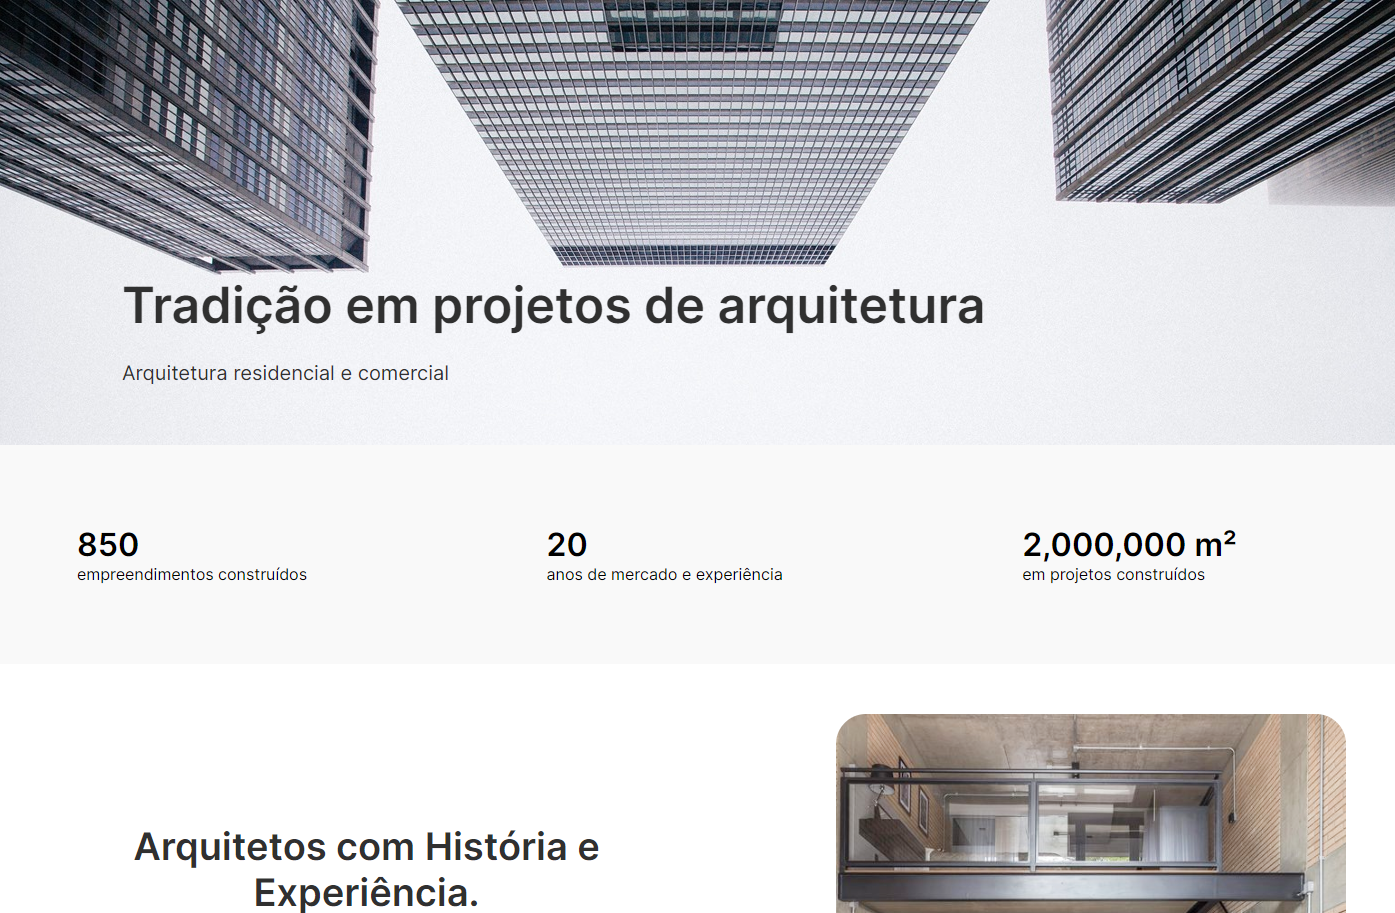 Tradição em projetos de arquitetura
Arquitetura residencial e comercial
850
empreendimentos construídos
20
anos de mercado e experiência
2,000,000 m²
em projetos construídos
Arquitetos com História e
Experiência.